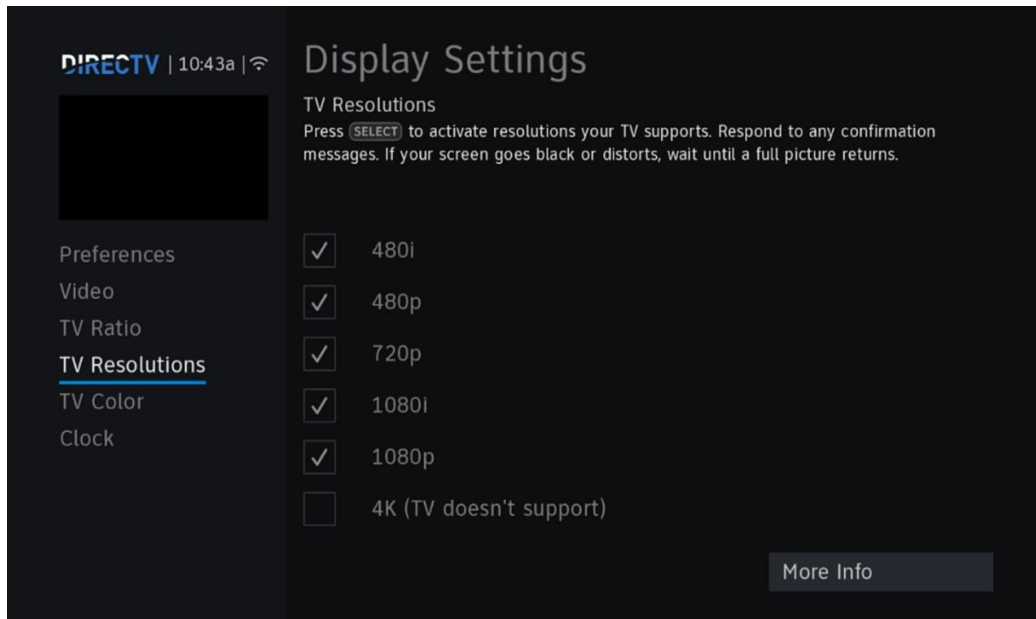 DIRECTV | 10:43a |
Display Settings
TV Resolutions
Press SELECT to activate resolutions your TV supports. Respond to any confirmation
messages. If your screen goes black or distorts, wait until a full picture returns.
Preferences
Video
TV Ratio
TV Resolutions
TV Color
Clock
480i
480p
720p
1080i
1080p
4K (TV doesn't support)
More Info